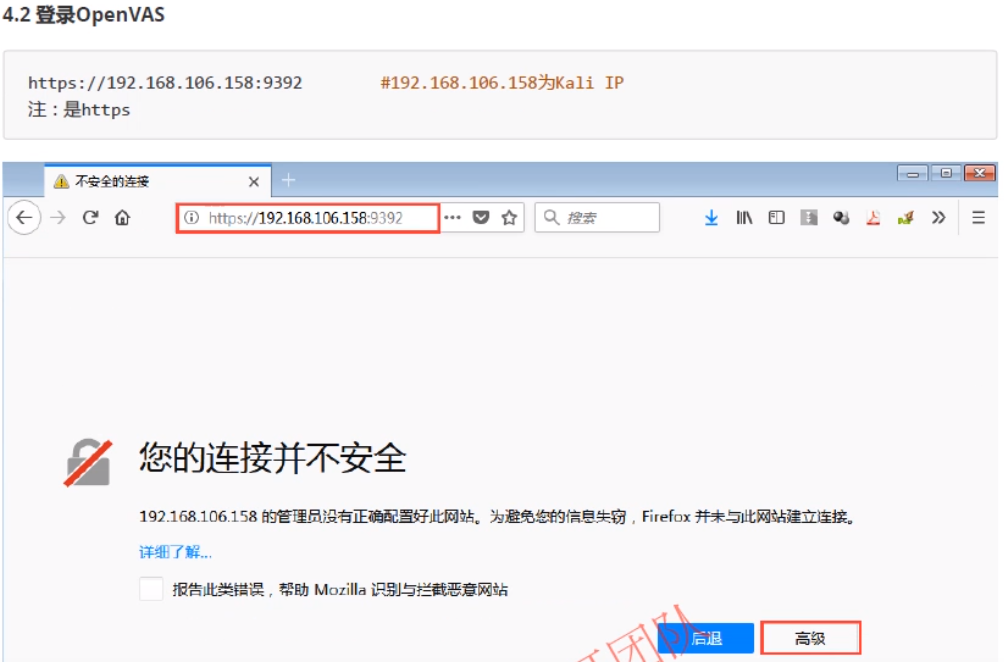 4.2 登录OpenVAS
https://192.168.106.158:9392 #192.168.106.158为Kali IP
注：是https
不安全的连接
https://192.168.106.158:9392
搜索
您的连接并不安全
192.168.106.158 的管理员没有正确配置好此网站。为避免您的信息失窃，Firefox 并未与此网站建立连接。
详细了解...
报告此类错误，帮助 Mozilla 识别与拦截恶意网站
后退 高级
团队